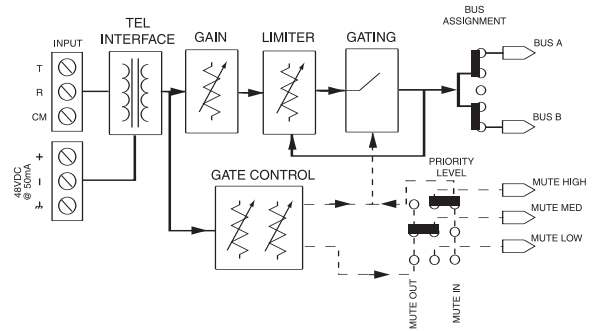 BUS
ASSIGNMENT
TEL
INTERFACE
INPUT
GAIN
LIMITER
GATING
BUS A
T
R
CM
BUS B
+
–
48VDC
@ 50mA
GATE CONTROL
PRIORITY
LEVEL
MUTE HIGH
MUTE MED
MUTE LOW
MUTE OUT
MUTE IN